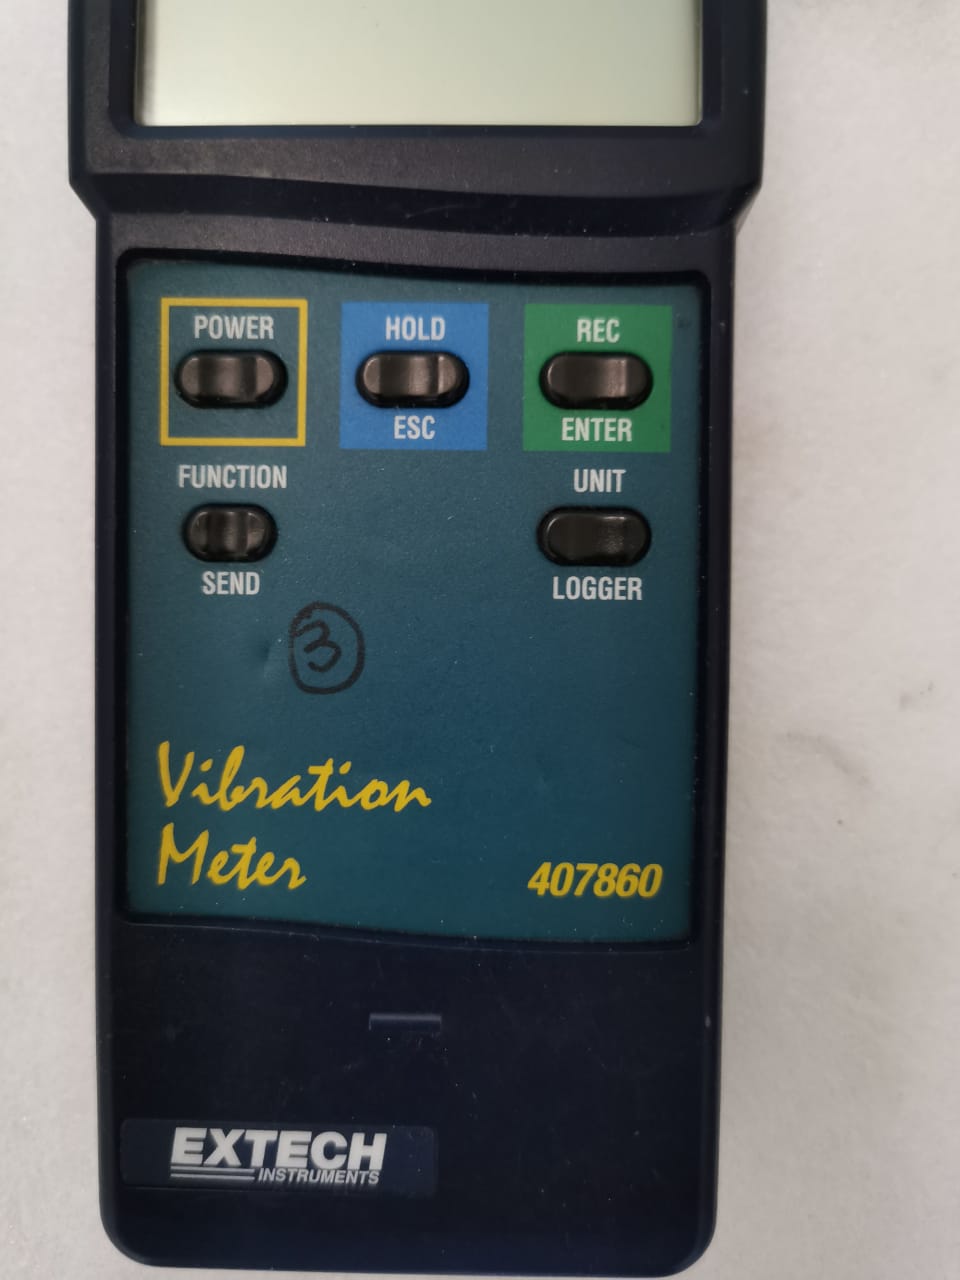 POWER HOLD REC
ESC ENTER
FUNCTION UNIT
SEND LOGGER
3
Vibration
Meter 407860
EXTECH
INSTRUMENTS